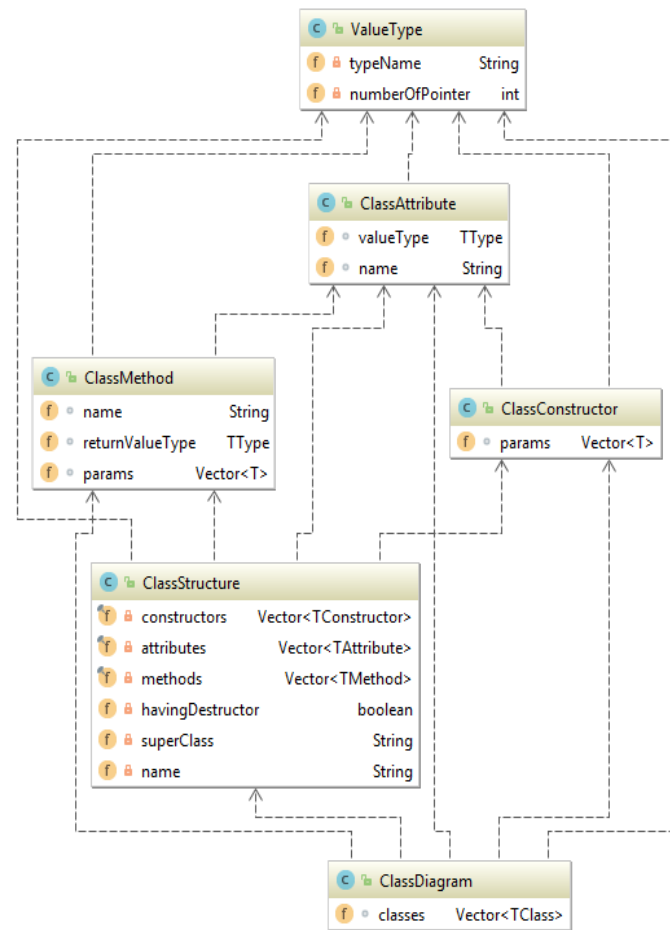 ValueType
typeName String
numberOfPointer int
ClassAttribute
valueType TType
name String
ClassMethod
name String
returnValueType TType
params Vector<T>
ClassConstructor
params Vector<T>
ClassStructure
constructors Vector<TConstructor>
attributes Vector<TAttribute>
methods Vector<TMethod>
havingDestructor boolean
superClass String
name String
ClassDiagram
classes Vector<TClass>